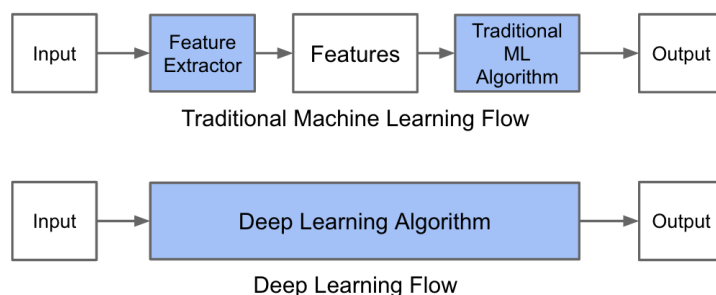 Input
Feature
Extractor
Features
Traditional
ML
Algorithm
Output
Traditional Machine Learning Flow
Input
Deep Learning Algorithm
Output
Deep Learning Flow